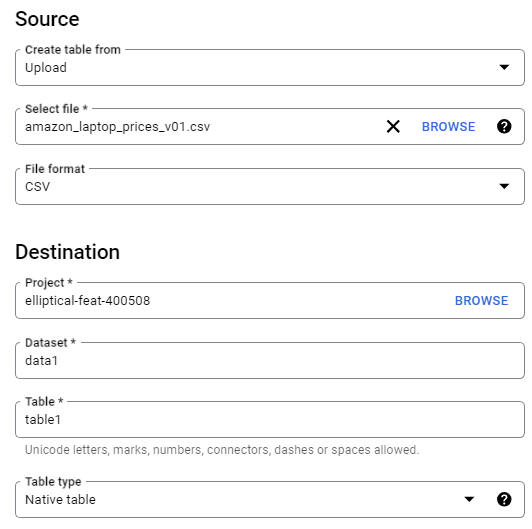 Source
Create table from
Upload
Select file *
amazon_laptop_prices_v01.csv BROWSE ?
File format
CSV
Destination
Project *
elliptical-feat-400508 BROWSE
Dataset *
data1
Table *
table1
Unicode letters, marks, numbers, connectors, dashes or spaces allowed.
Table type
Native table ?